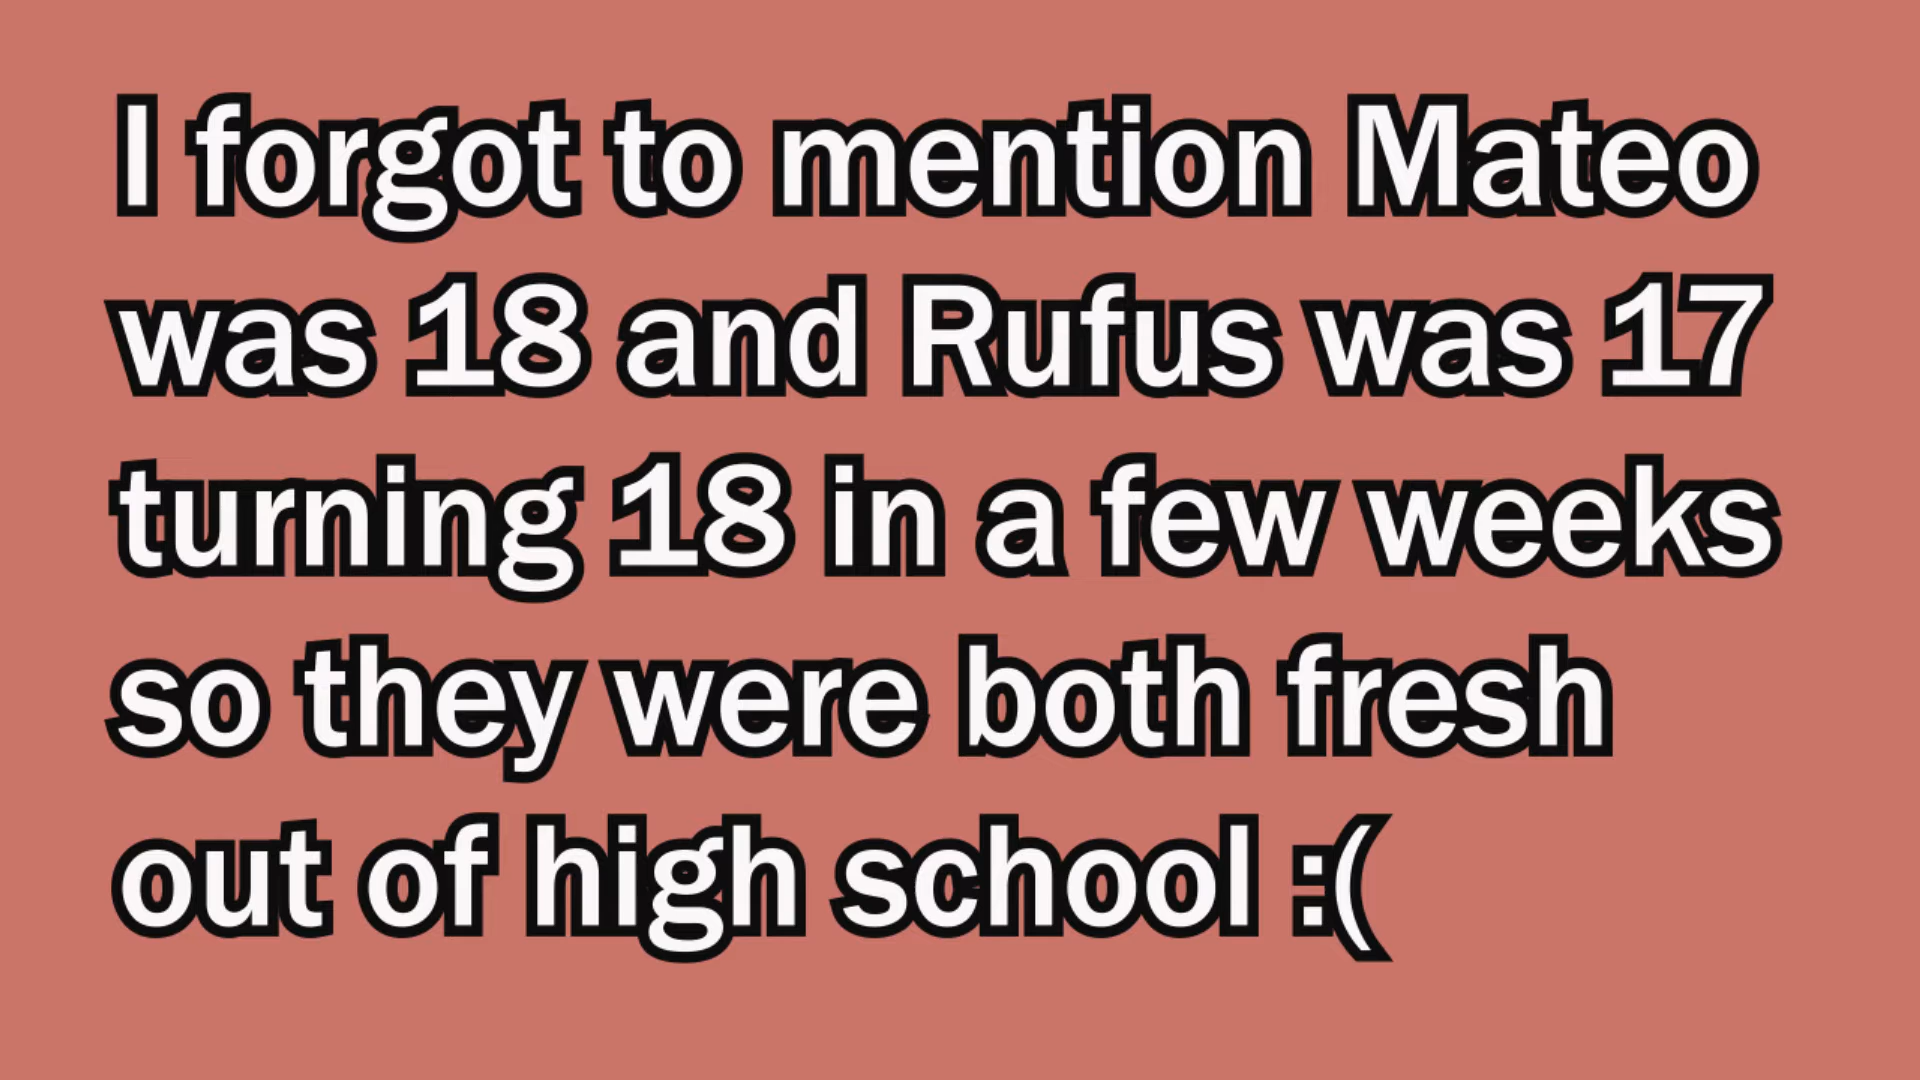 I forgot to mention Mateo
was 18 and Rufus was 17
turning 18 in a few weeks
so they were both fresh
out of high school :(